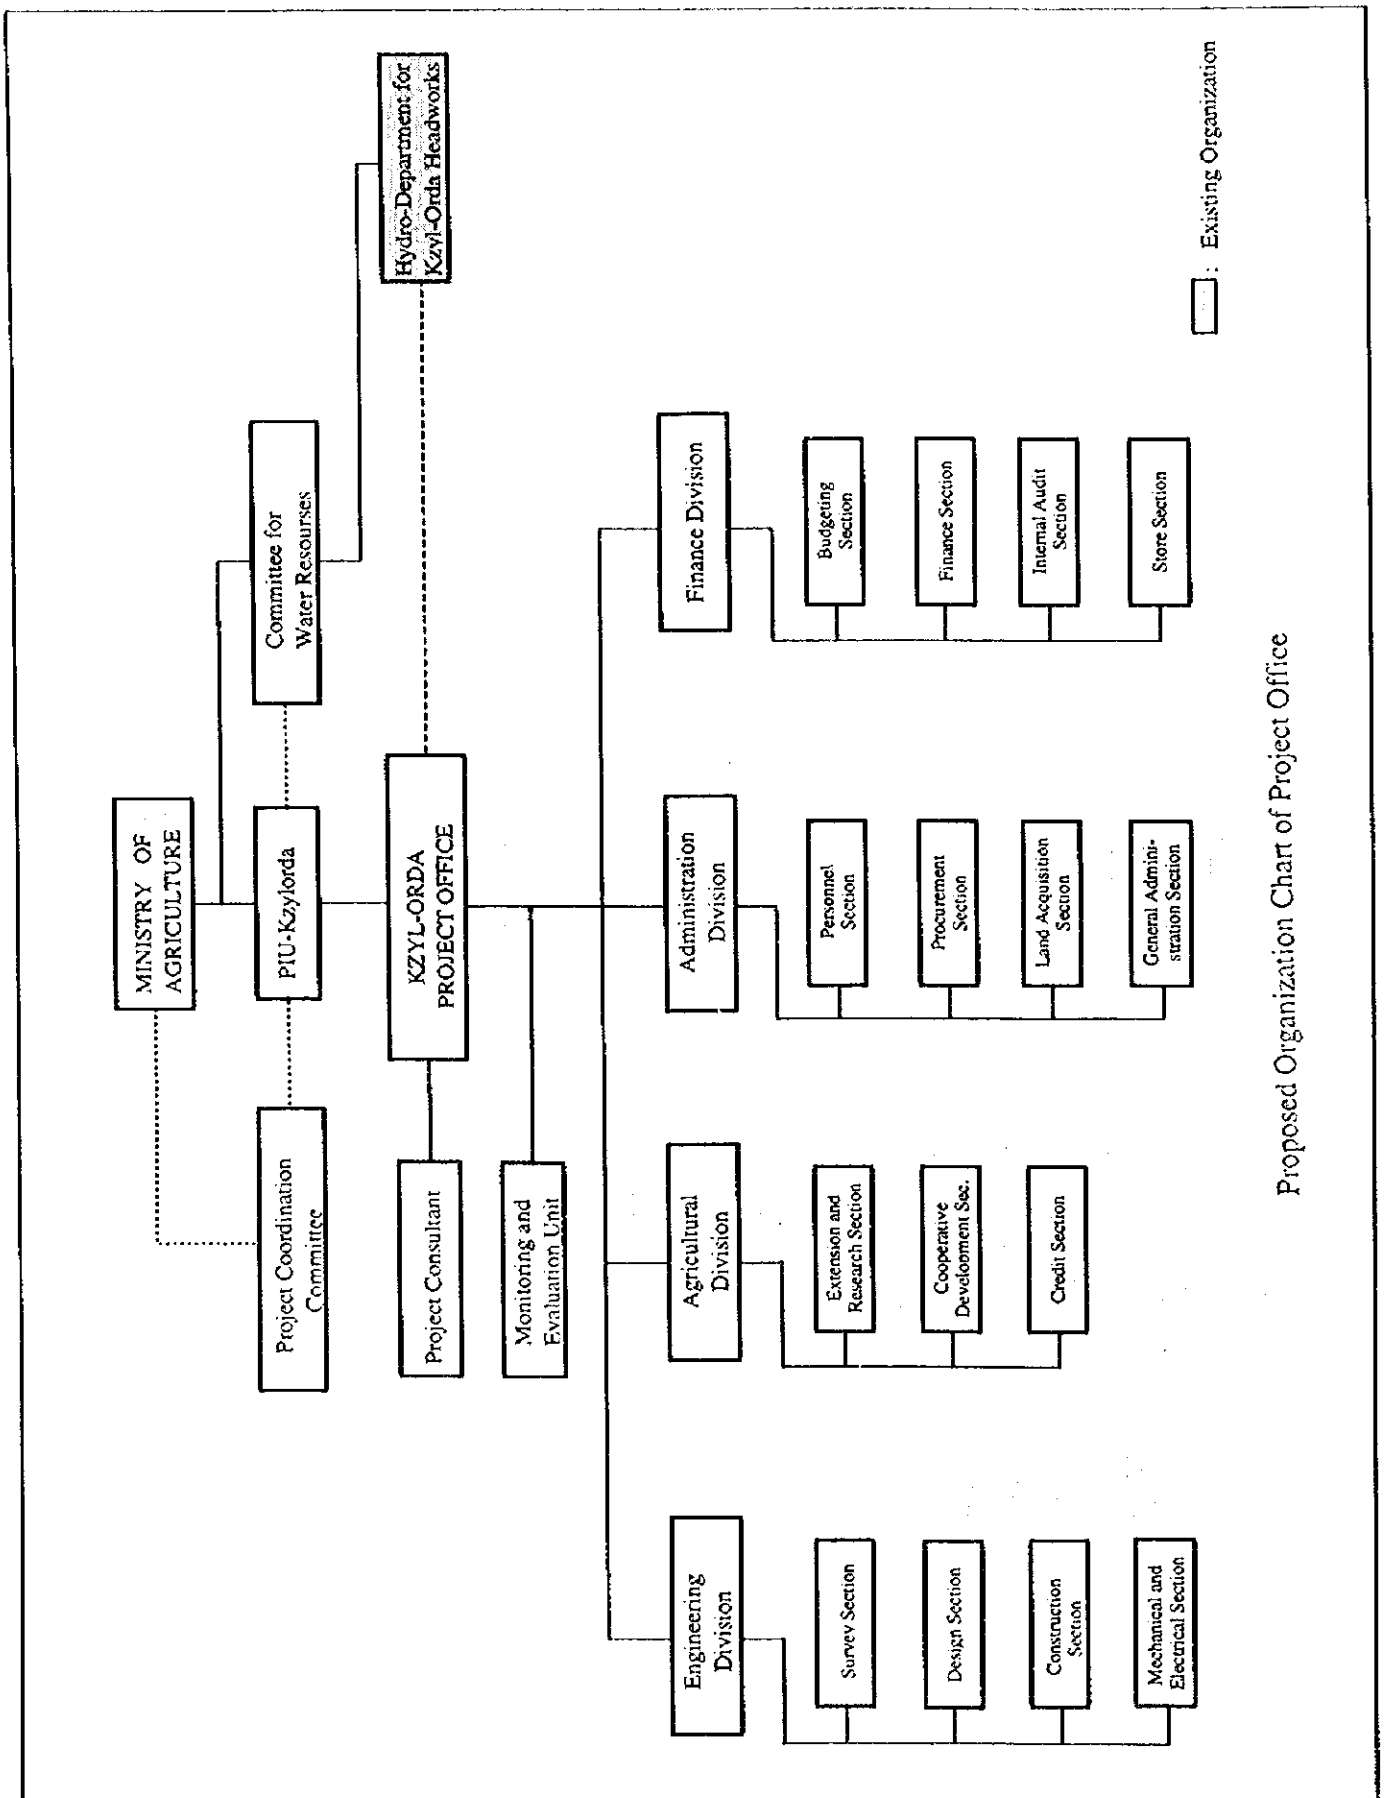 MINISTRY OF
AGRICULTURE
Project Coordination
Committee
PIU-Kzylorda
Committee for
Water Resourses
Project Consultant
KZYL-ORDA
PROJECT OFFICE
Hydro-Department for
Kzyl-Orda Headworks
Monitoring and
Evaluation Unit
Engineering
Division
Survey Section
Design Section
Construction
Section
Mechanical and
Electrical Section
Agricultural
Division
Extension and
Research Section
Cooperative
Development Sec.
Credit Section
Administration
Division
Personnel
Section
Procurement
Section
Land Acquisition
Section
General Admini-
stration Section
Finance Division
Budgeting
Section
Finance Section
Internal Audit
Section
Store Section
: Existing Organization
Proposed Organization Chart of Project Office